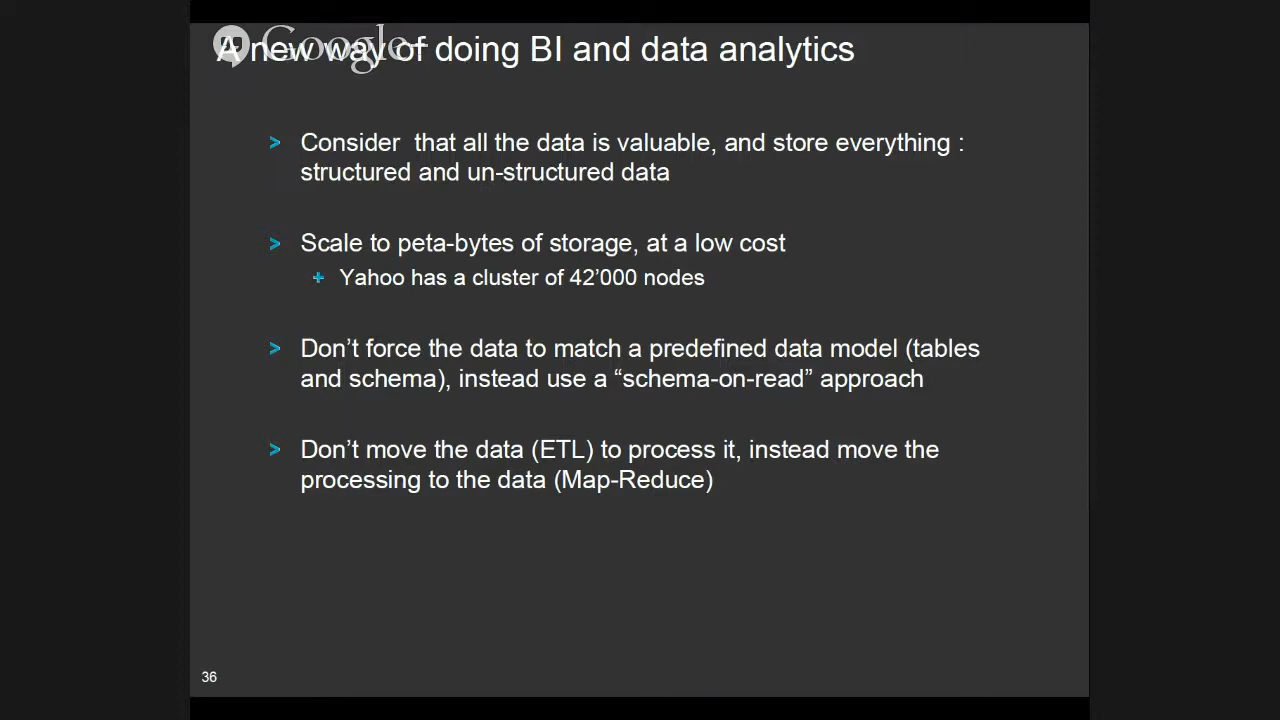 Google
A new way of doing BI and data analytics
> Consider  that all the data is valuable, and store everything :
structured and un-structured data
> Scale to peta-bytes of storage, at a low cost
+ Yahoo has a cluster of 42’000 nodes
> Don’t force the data to match a predefined data model (tables
and schema), instead use a “schema-on-read” approach
> Don’t move the data (ETL) to process it, instead move the
processing to the data (Map-Reduce)
36